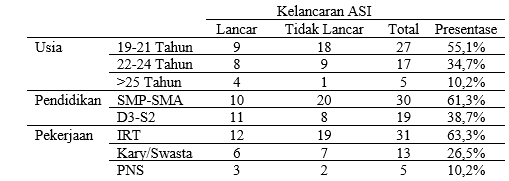 Kelancaran ASI
Lancar Tidak Lancar Total Presentase
Usia 19-21 Tahun 9 18 27 55,1%
22-24 Tahun 8 9 17 34,7%
>25 Tahun 4 1 5 10,2%
Pendidikan SMP-SMA 10 20 30 61,3%
D3-S2 11 8 19 38,7%
Pekerjaan IRT 12 19 31 63,3%
Kary/Swasta 6 7 13 26,5%
PNS 3 2 5 10,2%